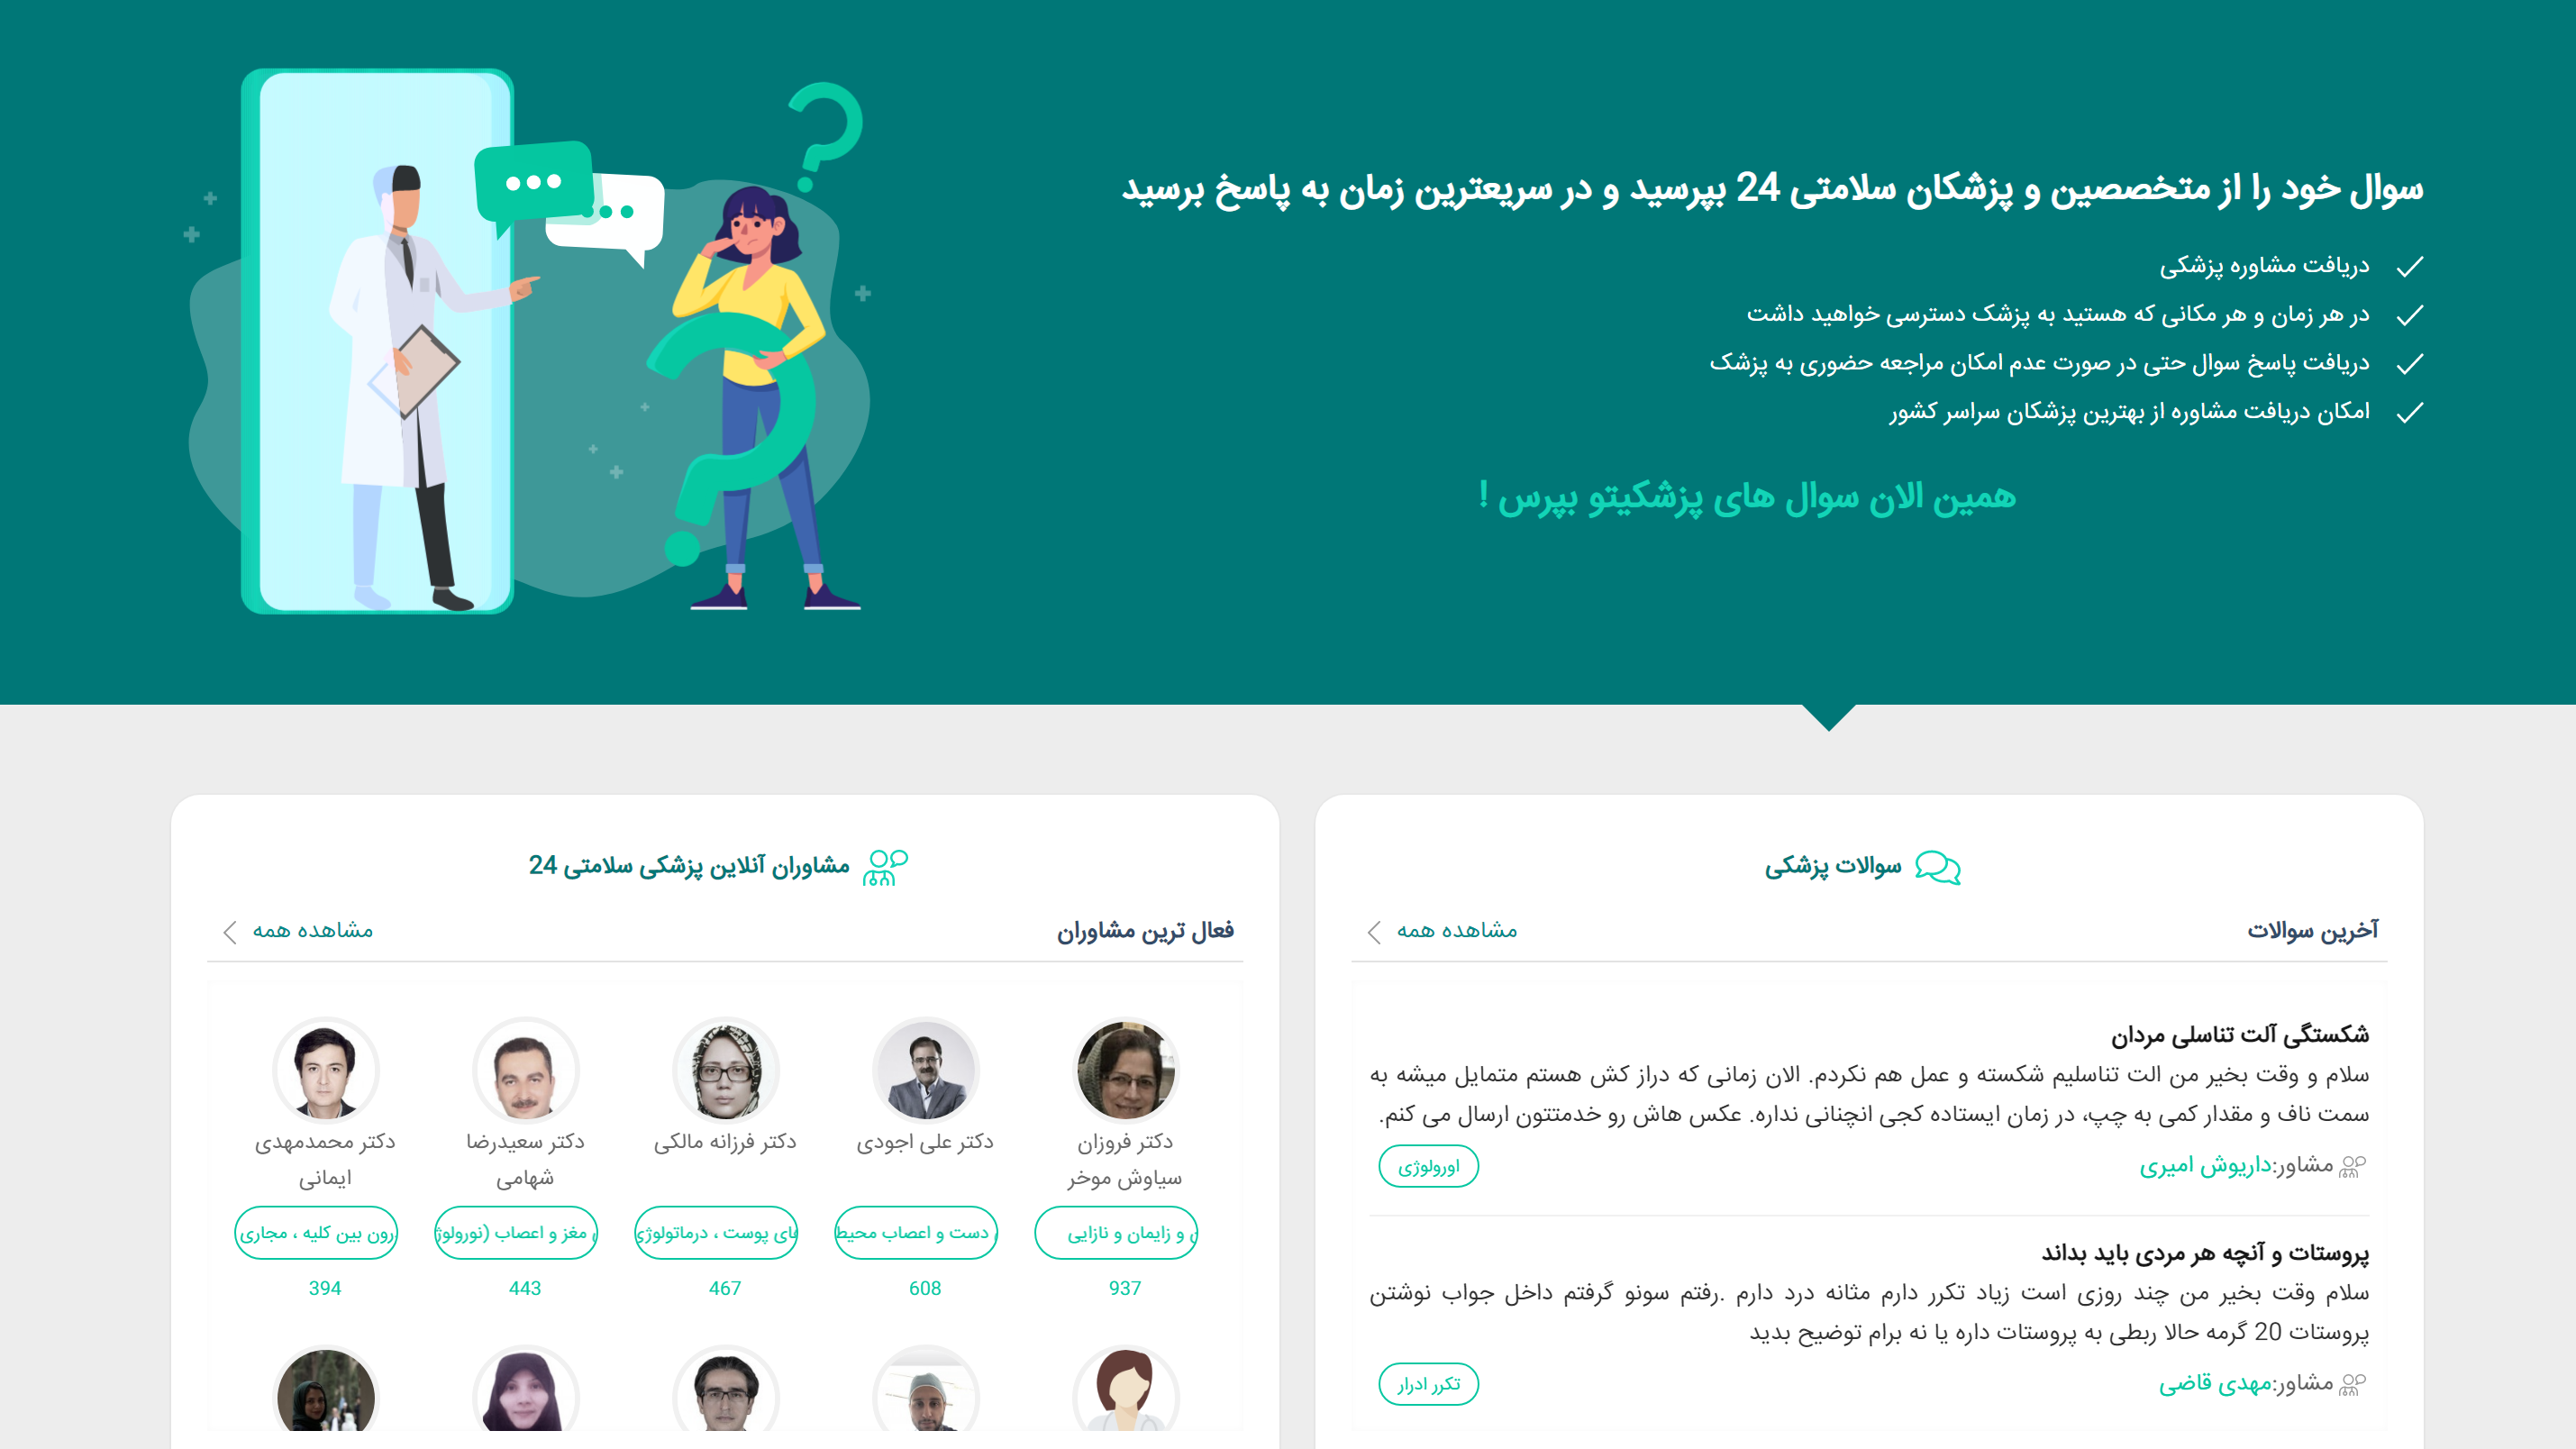 سوال خود را از متخصصین و پزشکان سلامتی 24 بپرسید و در سریعترین زمان به پاسخ برسید
دریافت مشاوره پزشکی
در هر زمان و هر مکانی که هستید به پزشک دسترسی خواهید داشت
دریافت پاسخ سوال حتی در صورت عدم امکان مراجعه حضوری به پزشک
امکان دریافت مشاوره از بهترین پزشکان سراسر کشور
همین الان سوال های پزشکیتو بپرس !
سوالات پزشکی
آخرین سوالات
مشاهده همه
شکستگی آلت تناسلی مردان
سلام و وقت بخیر من الت تناسلیم شکسته و عمل هم نکردم. الان زمانی که دراز کش هستم متمایل میشه به
سمت ناف و مقدار کمی به چپ، در زمان ایستاده کجی انچنانی نداره. عکس هاش رو خدمتتون ارسال می کنم.
مشاور:داریوش امیری
اورولوژی
پروستات و آنچه هر مردی باید بداند
سلام وقت بخیر من چند روزی است زیاد تکرر دارم مثانه درد دارم .رفتم سونو گرفتم داخل جواب نوشتن
پروستات 20 گرمه حالا ربطی به پروستات داره یا نه برام توضیح بدید
مشاور:مهدی قاضی
تکرر ادرار
مشاوران آنلاین پزشکی سلامتی 24
فعال ترین مشاوران
مشاهده همه
دکتر فروزان
سیاوش موخر
و زایمان و نازایی
937
دکتر علی اجودی
دست و اعصاب محیط
608
دکتر فرزانه مالکی
های پوست ، درماتولوژی
467
دکتر سعیدرضا
شهامی
مغز و اعصاب (نورولوژ
443
دکتر محمدمهدی
ایمانی
رون بین کلیه ، مجاری
394